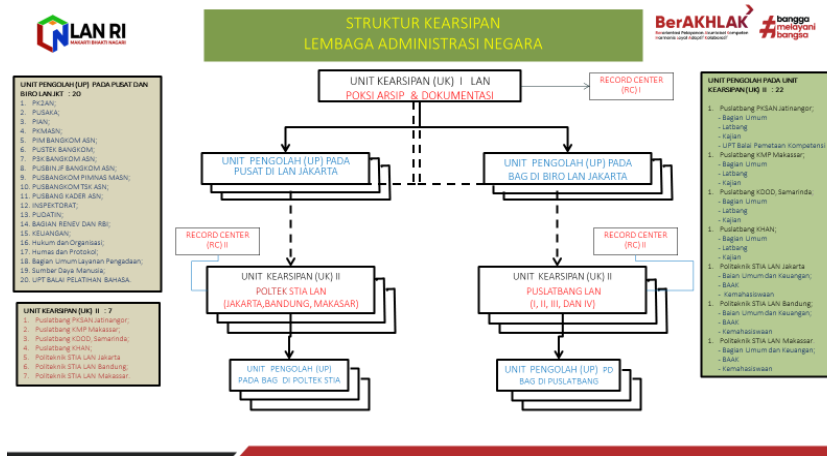 LAN RI
MAKARTI BHAKTI NAGARI
STRUKTUR KEARSIPAN
LEMBAGA ADMINISTRASI NEGARA
BerAKHLAK
Berorientasi Pelayanan Akuntabel Kompeten
Harmonis Loyal Adaptif Kolaboratif
#bangga
melayani
bangsa
UNIT PENGOLAH (UP) PADA PUSAT DAN
BIRO LAN JKT : 20
1. PK2AN;
2. PUSAKA;
3. PIAN;
4. PKMASN;
5. PIM BANGKOM ASN;
6. PUSTEK BANGKOM;
7. PSK BANGKOM ASN;
8. PUSBIN JF BANGKOM ASN;
9. PUSBANGKOM PIMNAS MASN;
10. PUSBANGKOM TSK ASN;
11. PUSBANG KADER ASN;
12. INSPEKTORAT;
13. PUDATIN;
14. BAGIAN RENEV DAN RBI;
15. KEUANGAN;
16. Hukum dan Organisasi;
17. Humas dan Protokol;
18. Bagian Umum Layanan Pengadaan;
19. Sumber Daya Manusia;
20. UPT BALAI PELATIHAN BAHASA.
UNIT KEARSIPAN (UK) II : 7
1. Puslatbang PKSAN Jatinangor;
2. Puslatbang KMP Makassar;
3. Puslatbang KDOD, Samarinda;
4. Puslatbang KHAN;
5. Politeknik STIA LAN Jakarta
6. Politeknik STIA LAN Bandung;
7. Politeknik STIA LAN Makassar.
UNIT KEARSIPAN (UK) I LAN
POKSI ARSIP & DOKUMENTASI
RECORD CENTER
(RC) I
UNIT PENGOLAH (UP) PADA
PUSAT DI LAN JAKARTA
UNIT PENGOLAH (UP) PADA
BAG DI BIRO LAN JAKARTA
RECORD CENTER
(RC) II
RECORD CENTER
(RC) II
UNIT KEARSIPAN (UK) II
POLTEK STIA LAN
(JAKARTA,BANDUNG, MAKASAR)
UNIT KEARSIPAN (UK) II
PUSLATBANG LAN
(I, II, III, DAN IV)
UNIT PENGOLAH (UP)
PADA BAG DI POLTEK STIA
UNIT PENGOLAH (UP) PD
BAG DI PUSLATBANG
UNIT PENGOLAH PADA UNIT
KEARSIPAN (UK) II : 22
1. Puslatbang PKSAN Jatinangor;
- Bagian Umum
- Latbang
- Kajian
- UPT Balai Pemetaan Kompetensi
1. Puslatbang KMP Makassar;
- Bagian Umum
- Latbang
- Kajian
1. Puslatbang KDOD, Samarinda;
- Bagian Umum
- Latbang
- Kajian
1. Puslatbang KHAN;
- Bagian Umum
- Latbang
- Kajian
1. Politeknik STIA LAN Jakarta
- Baian Umum dan Keuangan;
- BAAK
- Kemahasiswaan
1. Politeknik STIA LAN Bandung;
- Baian Umum dan Keuangan;
- BAAK
- Kemahasiswaan
1. Politeknik STIA LAN Makassar.
- Bagian Umum dan Keuangan;
- BAAK
- Kemahasiswaan